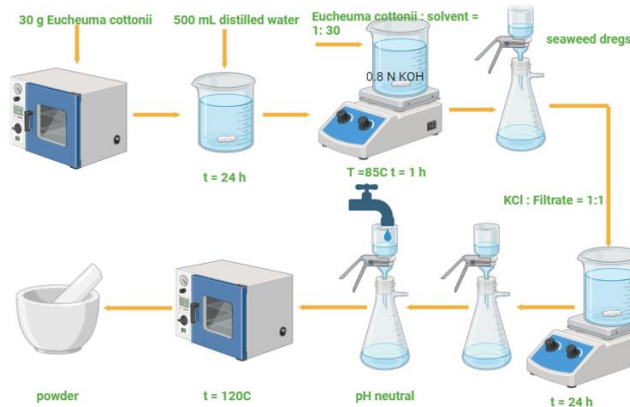 30 g Eucheuma cottonii
500 mL distilled water
Eucheuma cottonii : solvent =
1: 30
seaweed dregs
0.8 N KOH
t = 24 h
T =85C t = 1 h
KCl : Filtrate = 1:1
powder
t = 120C
pH neutral
t = 24 h